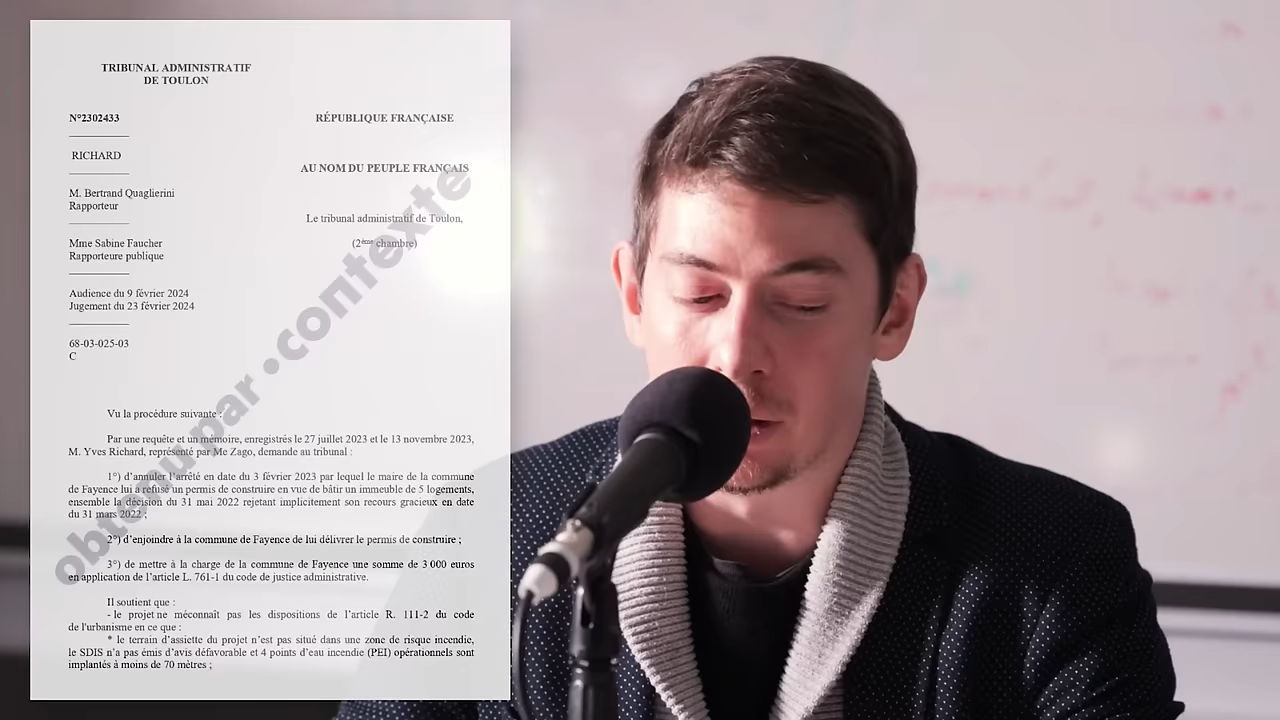 TRIBUNAL ADMINISTRATIF
DE TOULON
N°2302433
RICHARD
M. Bertrand Quaglierini
Rapporteur
Mme Sabine Faucher
Rapporteure publique
Audience du 9 février 2024
Jugement du 23 février 2024
68-03-025-03
C
RÉPUBLIQUE FRANÇAISE
AU NOM DU PEUPLE FRANÇAIS
Le tribunal administratif de Toulon,
(2ème chambre)
obtenu par • contexte
Vu la procédure suivante :
Par une requête et un mémoire, enregistrés le 27 juillet 2023 et le 13 novembre 2023,
M. Yves Richard, représenté par Me Zago, demande au tribunal :
1°) d'annuler l'arrêté en date du 3 février 2023 par lequel le maire de la commune
de Fayence lui a refusé un permis de construire en vue de bâtir un immeuble de 5 logements,
ensemble la décision du 31 mai 2022 rejetant implicitement son recours gracieux en date
du 31 mars 2022 ;
2°) d'enjoindre à la commune de Fayence de lui délivrer le permis de construire ;
3°) de mettre à la charge de la commune de Fayence une somme de 3 000 euros
en application de l'article L. 761-1 du code de justice administrative.
Il soutient que :
- le projet ne méconnaît pas les dispositions de l'article R. 111-2 du code
de l'urbanisme en ce que :
* le terrain d'assiette du projet n'est pas situé dans une zone de risque incendie,
le SDIS n'a pas émis d'avis défavorable et 4 points d'eau incendie (PEI) opérationnels sont
implantés à moins de 70 mètres ;